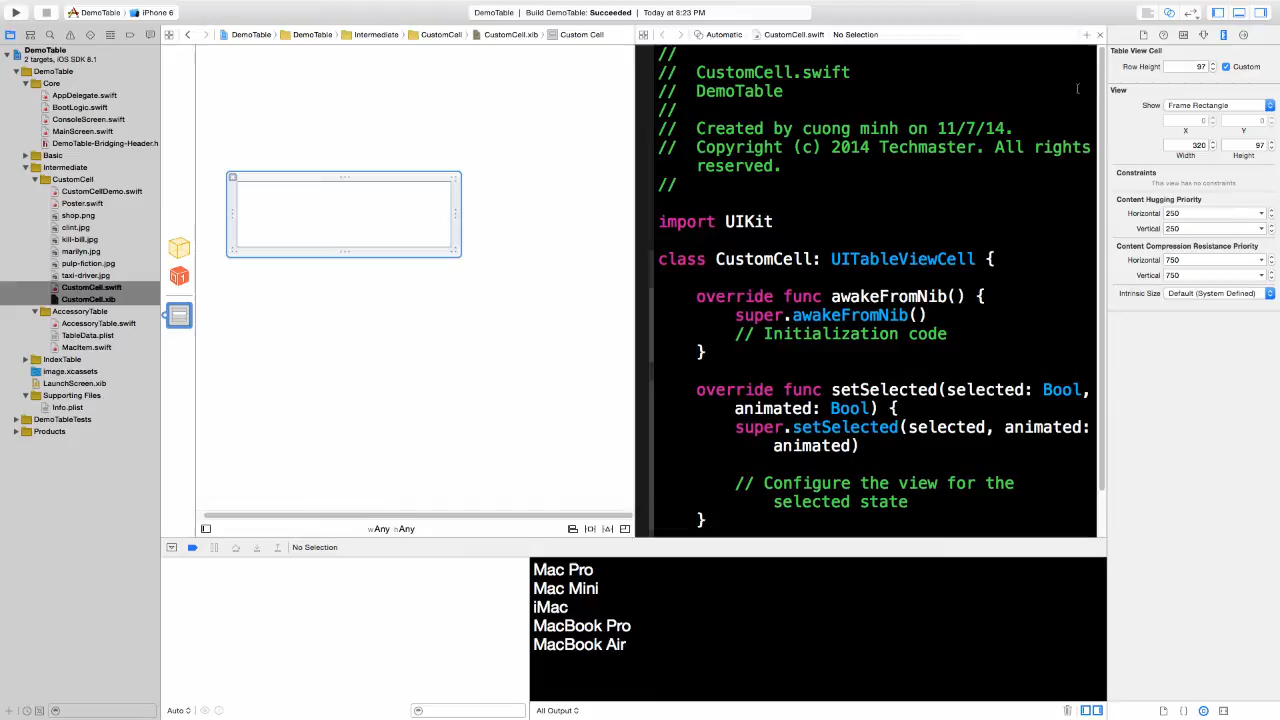 DemoTable
iPhone 6
DemoTable
Build DemoTable: Succeeded
Today at 8:23 PM
DemoTable
2 targets, iOS SDK 8.1
DemoTable
Core
AppDelegate.swift
BootLogic.swift
ConsoleScreen.swift
MainScreen.swift
DemoTable-Bridging-Header.h
Basic
Intermediate
CustomCell
CustomCellDemo.swift
Poster.swift
shop.png
clint.jpg
kill-bill.jpg
marilyn.jpg
pulp-fiction.jpg
taxi-driver.jpg
CustomCell.swift
CustomCell.xib
AccessoryTable
AccessoryTable.swift
TableData.plist
MacItem.swift
IndexTable
image.xcassets
LaunchScreen.xib
Supporting Files
Info.plist
DemoTableTests
Products
DemoTable
DemoTable
Intermediate
CustomCell
CustomCell.xib
Custom Cell
wAny hAny
Automatic
CustomCell.swift
No Selection
//
// CustomCell.swift
// DemoTable
//
// Created by cuong minh on 11/7/14.
// Copyright (c) 2014 Techmaster. All rights
reserved.
//
import UIKit
class CustomCell: UITableViewCell {
override func awakeFromNib() {
super.awakeFromNib()
// Initialization code
}
override func setSelected(selected: Bool,
animated: Bool) {
super.setSelected(selected, animated:
animated)
// Configure the view for the
selected state
}
Table View Cell
Row Height 97 Custom
View
Show Frame Rectangle
0 0
X Y
320 97
Width Height
Constraints
This view has no constraints
Content Hugging Priority
Horizontal 250
Vertical 250
Content Compression Resistance Priority
Horizontal 750
Vertical 750
Intrinsic Size Default (System Defined)
No Selection
Mac Pro
Mac Mini
iMac
MacBook Pro
MacBook Air
Auto
All Output